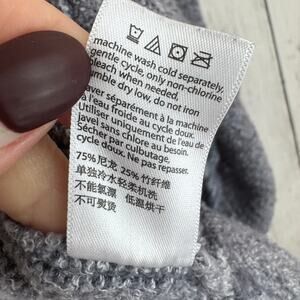 machine wash cold separately,
gentle cycle, only non-chlorine
bleach when needed.
tumble dry low, do not iron
Laver séparément à la machine
à l'eau froide au cycle doux.
Utiliser uniquement de l'eau de
Javel sans chlore au besoin.
Sécher par culbutage,
cycle doux. Ne pas repasser.
75%尼龙 25%竹纤维
单独冷水轻柔机洗
不能氯漂 低温烘干
不可熨烫